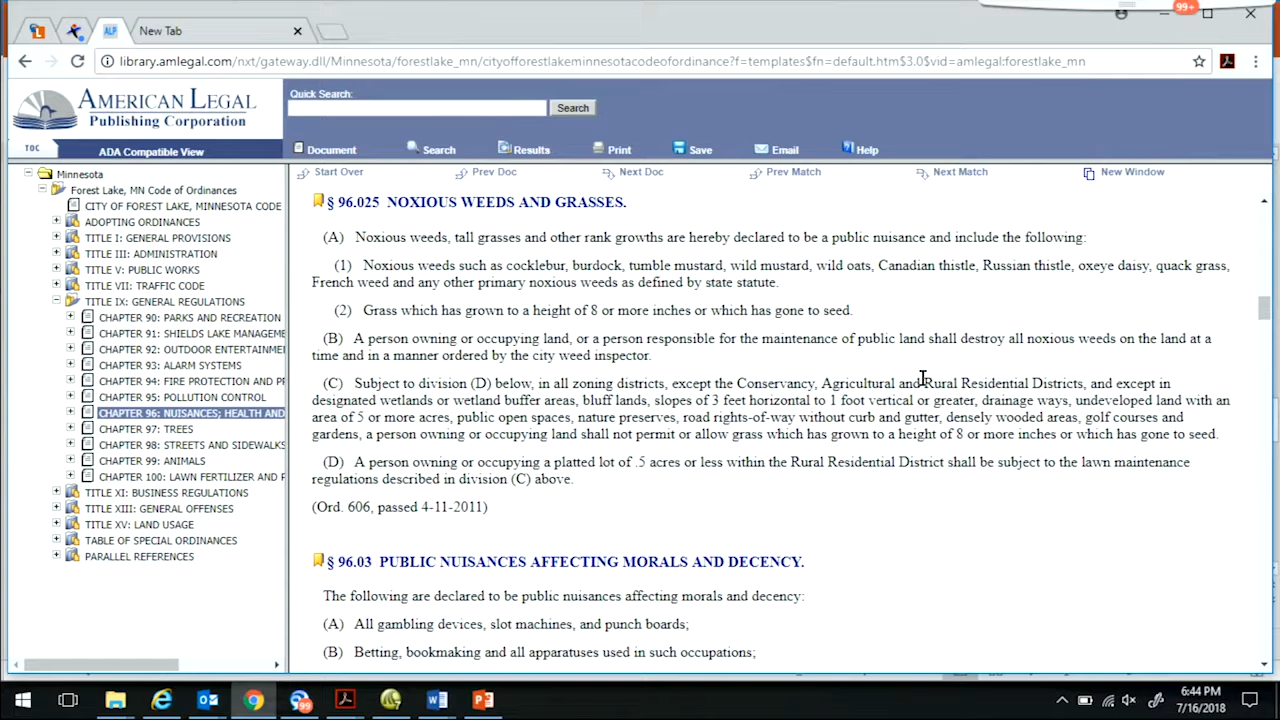 99+
New Tab
library.amlegal.com/nxt/gateway.dll/Minnesota/forestlake_mn/cityofforestlakeminnesotacodeofordinance?f=templates$fn=default.htm$3.0$vid=amlegal:forestlake_mn
AMERICAN LEGAL
Publishing Corporation
Quick Search:
Search
TOC
ADA Compatible View
Document
Search
Results
Print
Save
Email
Help
Start Over
Prev Doc
Next Doc
Prev Match
Next Match
New Window
Minnesota
Forest Lake, MN Code of Ordinances
CITY OF FOREST LAKE, MINNESOTA CODE
ADOPTING ORDINANCES
TITLE I: GENERAL PROVISIONS
TITLE III: ADMINISTRATION
TITLE V: PUBLIC WORKS
TITLE VII: TRAFFIC CODE
TITLE IX: GENERAL REGULATIONS
CHAPTER 90: PARKS AND RECREATION
CHAPTER 91: SHIELDS LAKE MANAGEME
CHAPTER 92: OUTDOOR ENTERTAINME
CHAPTER 93: ALARM SYSTEMS
CHAPTER 94: FIRE PROTECTION AND P
CHAPTER 95: POLLUTION CONTROL
CHAPTER 96: NUISANCES; HEALTH AND
CHAPTER 97: TREES
CHAPTER 98: STREETS AND SIDEWALKS
CHAPTER 99: ANIMALS
CHAPTER 100: LAWN FERTILIZER AND F
TITLE XI: BUSINESS REGULATIONS
TITLE XIII: GENERAL OFFENSES
TITLE XV: LAND USAGE
TABLE OF SPECIAL ORDINANCES
PARALLEL REFERENCES
§ 96.025 NOXIOUS WEEDS AND GRASSES.
(A) Noxious weeds, tall grasses and other rank growths are hereby declared to be a public nuisance and include the following:
(1) Noxious weeds such as cocklebur, burdock, tumble mustard, wild mustard, wild oats, Canadian thistle, Russian thistle, oxeye daisy, quack grass,
French weed and any other primary noxious weeds as defined by state statute.
(2) Grass which has grown to a height of 8 or more inches or which has gone to seed.
(B) A person owning or occupying land, or a person responsible for the maintenance of public land shall destroy all noxious weeds on the land at a
time and in a manner ordered by the city weed inspector.
(C) Subject to division (D) below, in all zoning districts, except the Conservancy, Agricultural and Rural Residential Districts, and except in
designated wetlands or wetland buffer areas, bluff lands, slopes of 3 feet horizontal to 1 foot vertical or greater, drainage ways, undeveloped land with an
area of 5 or more acres, public open spaces, nature preserves, road rights-of-way without curb and gutter, densely wooded areas, golf courses and
gardens, a person owning or occupying land shall not permit or allow grass which has grown to a height of 8 or more inches or which has gone to seed.
(D) A person owning or occupying a platted lot of .5 acres or less within the Rural Residential District shall be subject to the lawn maintenance
regulations described in division (C) above.
(Ord. 606, passed 4-11-2011)
§ 96.03 PUBLIC NUISANCES AFFECTING MORALS AND DECENCY.
The following are declared to be public nuisances affecting morals and decency:
(A) All gambling devices, slot machines, and punch boards;
(B) Betting, bookmaking and all apparatuses used in such occupations;
99
6:44 PM
7/16/2018